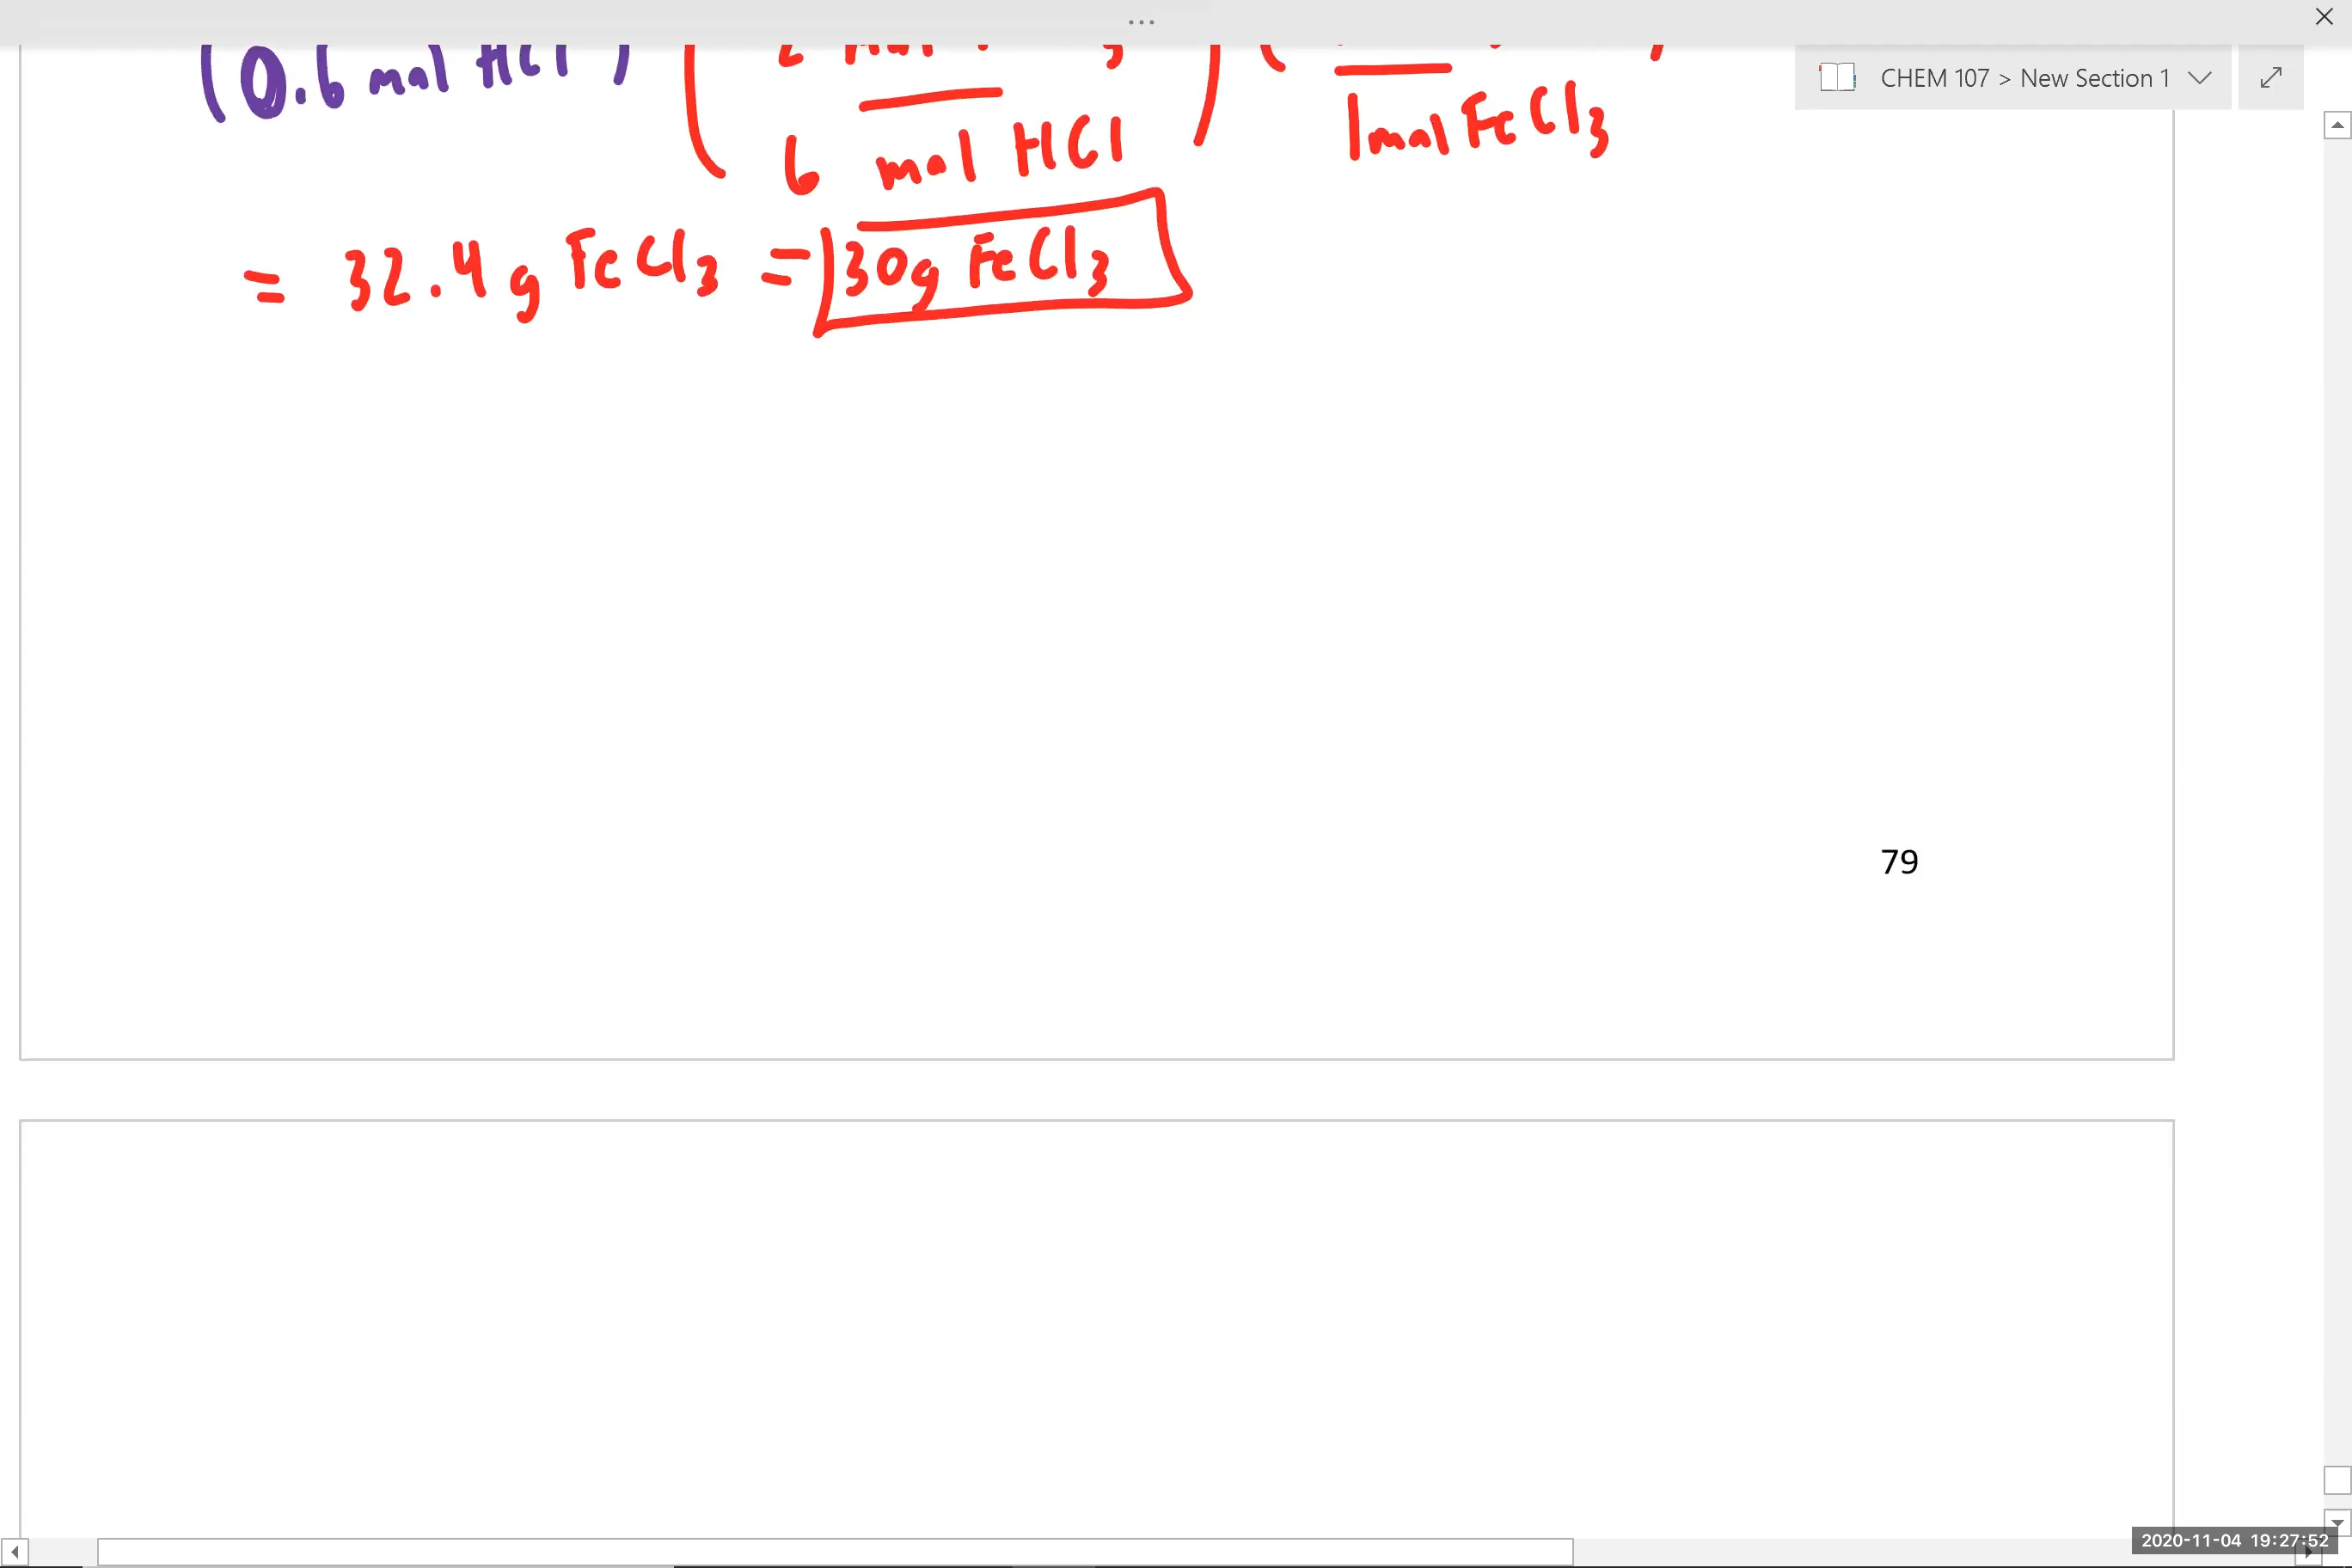 CHEM 107 > New Section 1
(0.6 mol HCl)
6 mol HCl
1 mol FeCl3
= 32.4 g FeCl3 = 30g FeCl3
79
2020-11-04 19:27:52